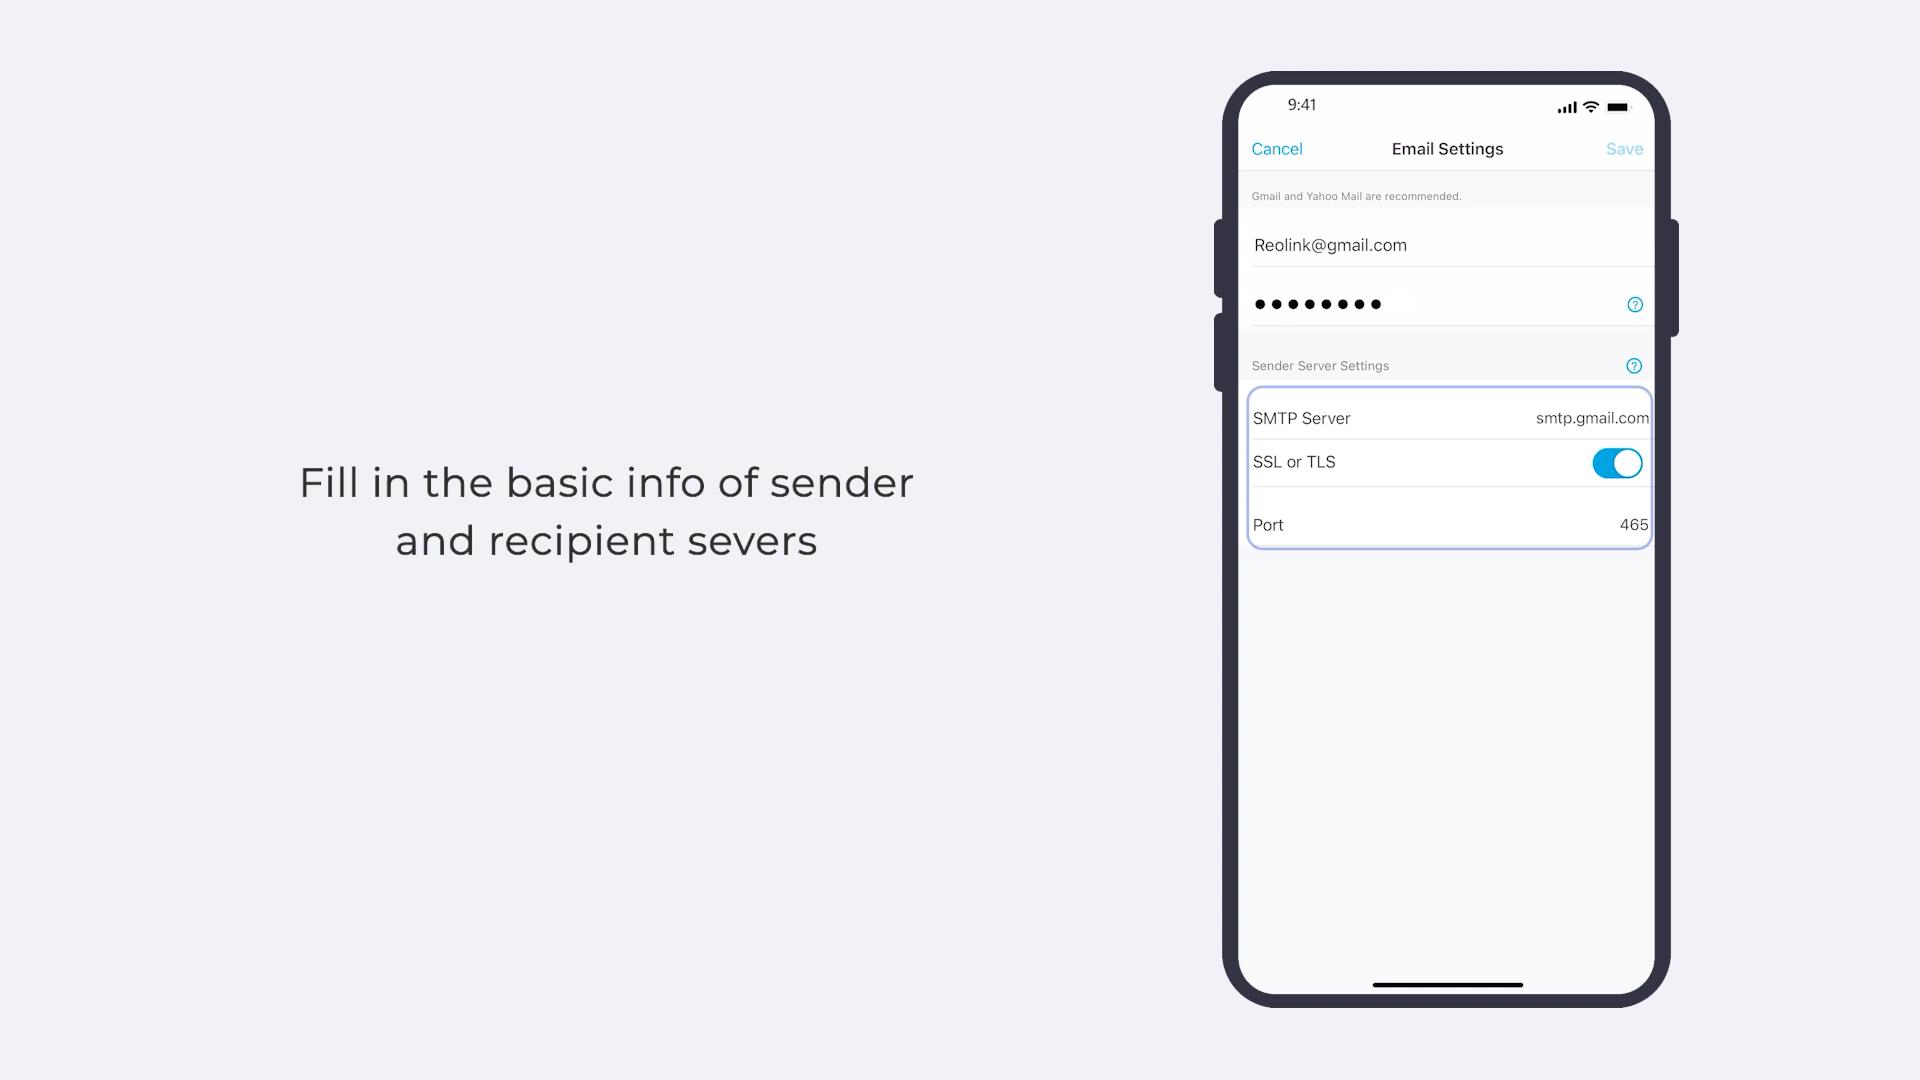 Fill in the basic info of sender
and recipient severs
9:41
Cancel Email Settings Save
Gmail and Yahoo Mail are recommended.
Reolink@gmail.com
●●●●●●●● ?
Sender Server Settings ?
SMTP Server smtp.gmail.com
SSL or TLS
Port 465